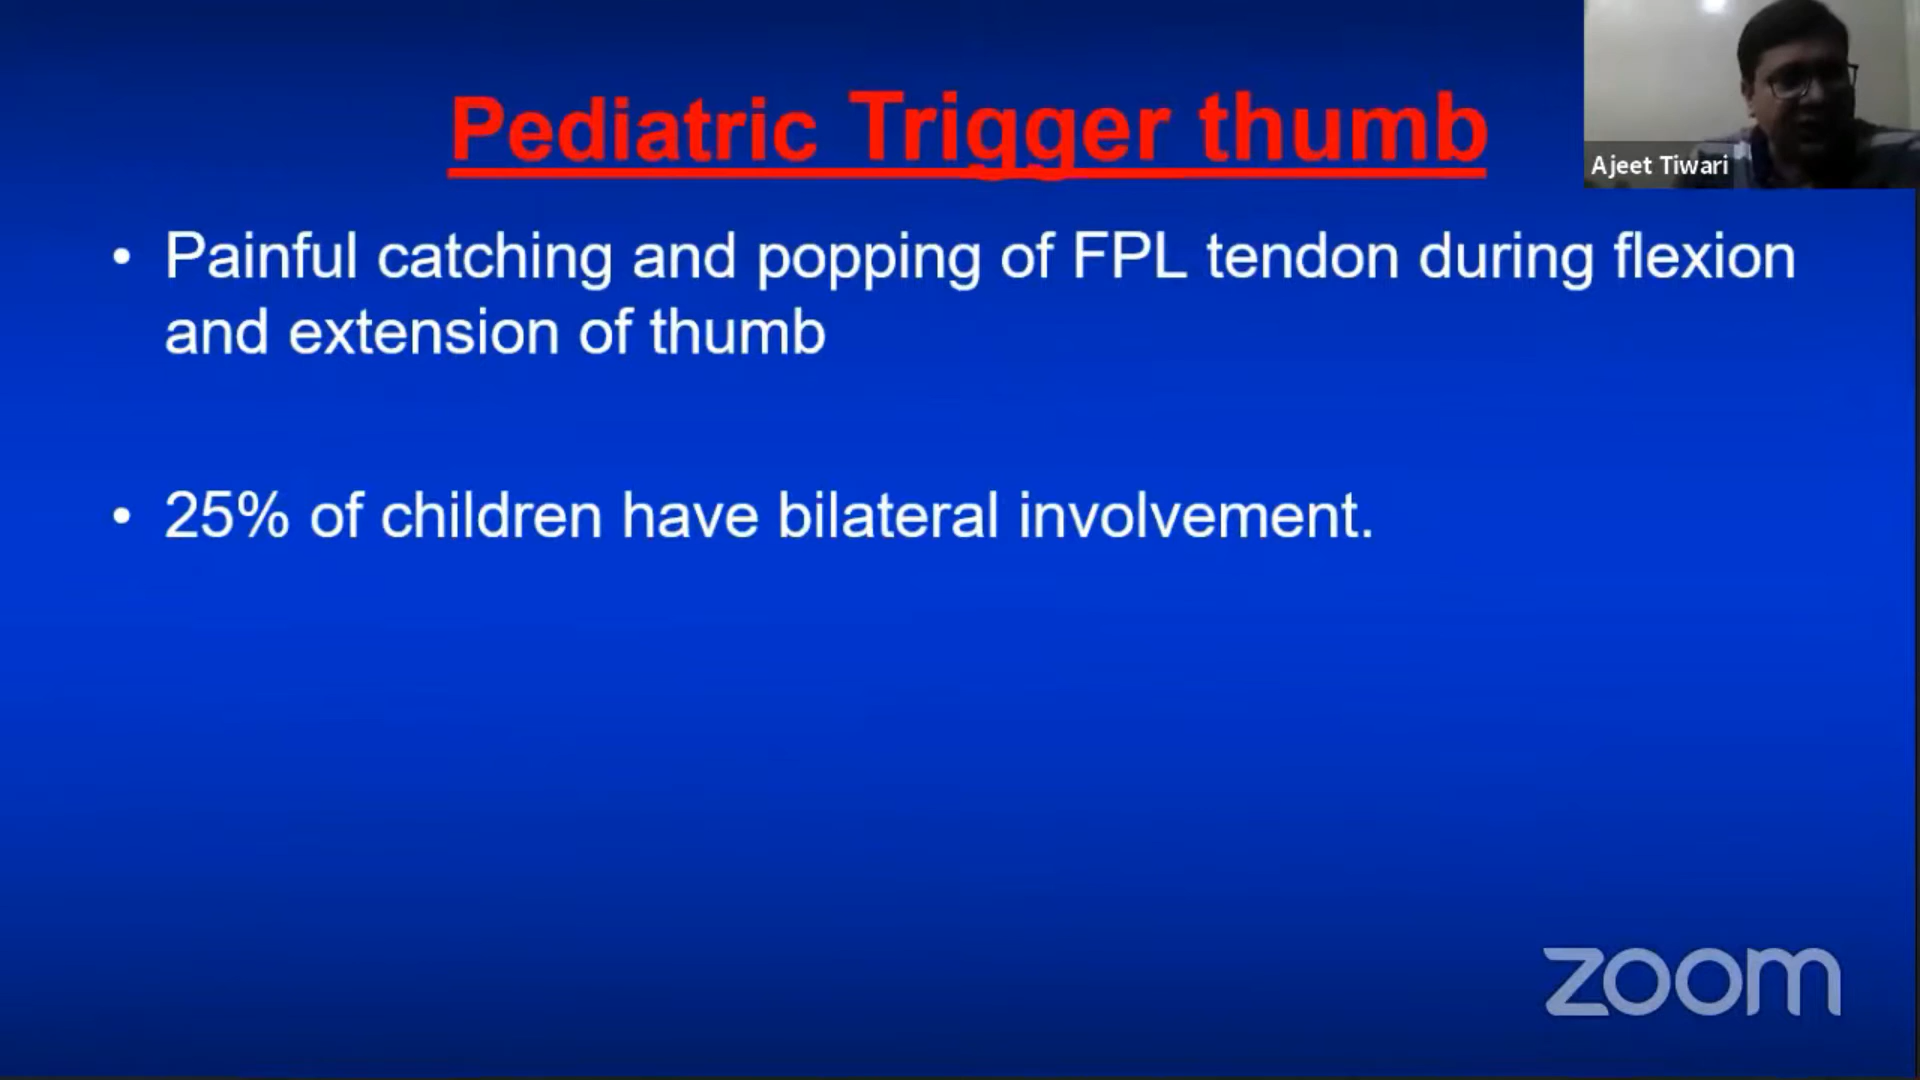 Pediatric Trigger thumb
Ajeet Tiwari
• Painful catching and popping of FPL tendon during flexion
and extension of thumb
• 25% of children have bilateral involvement.
zoom